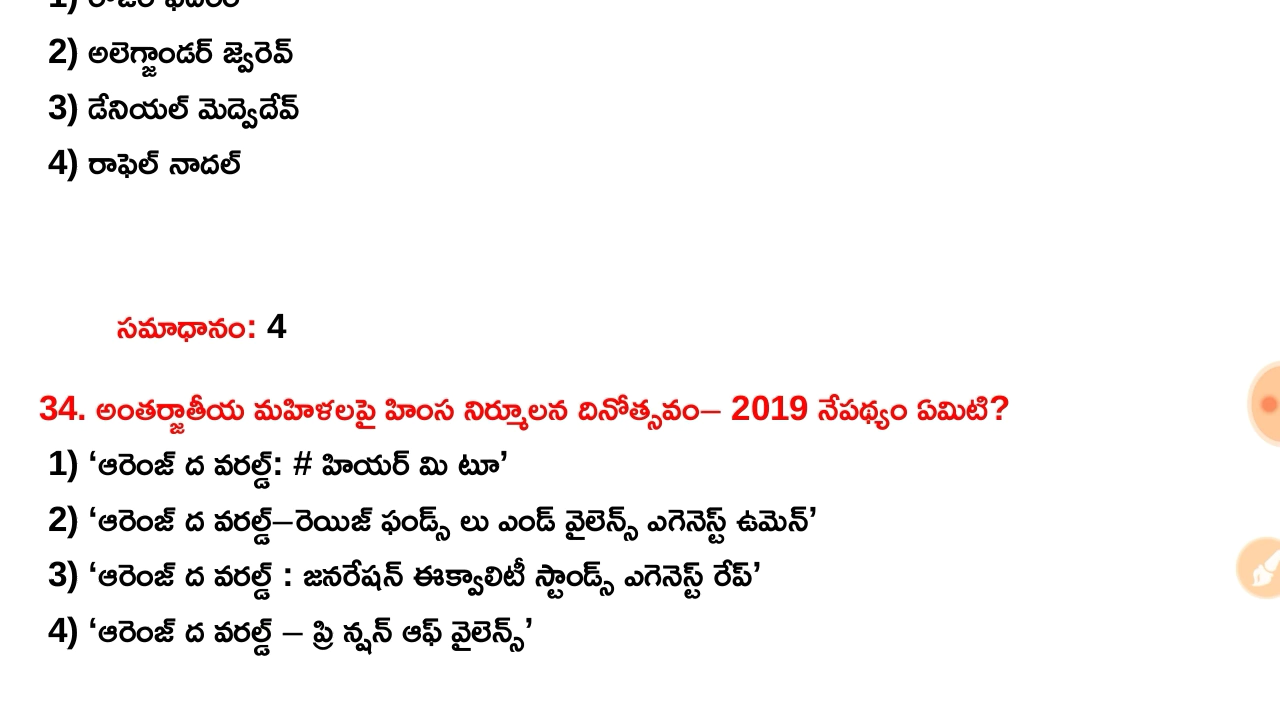 2) అలెగ్జాండర్ జ్వెరెవ్
3) డేనియల్ మెద్వెదేవ్
4) రాఫెల్ నాదల్
సమాధానం: 4
34. అంతర్జాతీయ మహిళలపై హింస నిర్మూలన దినోత్సవం– 2019 నేపథ్యం ఏమిటి?
1) ‘ఆరెంజ్ ద వరల్డ్: # హియర్ మి టూ’
2) ‘ఆరెంజ్ ద వరల్డ్–రెయిజ్ ఫండ్స్ లు ఎండ్ వైలెన్స్ ఎగెనెస్ట్ ఉమెన్’
3) ‘ఆరెంజ్ ద వరల్డ్ : జనరేషన్ ఈక్వాలిటీ స్టాండ్స్ ఎగెనెస్ట్ రేప్’
4) ‘ఆరెంజ్ ద వరల్డ్ – ప్రి న్షన్ ఆఫ్ వైలెన్స్’